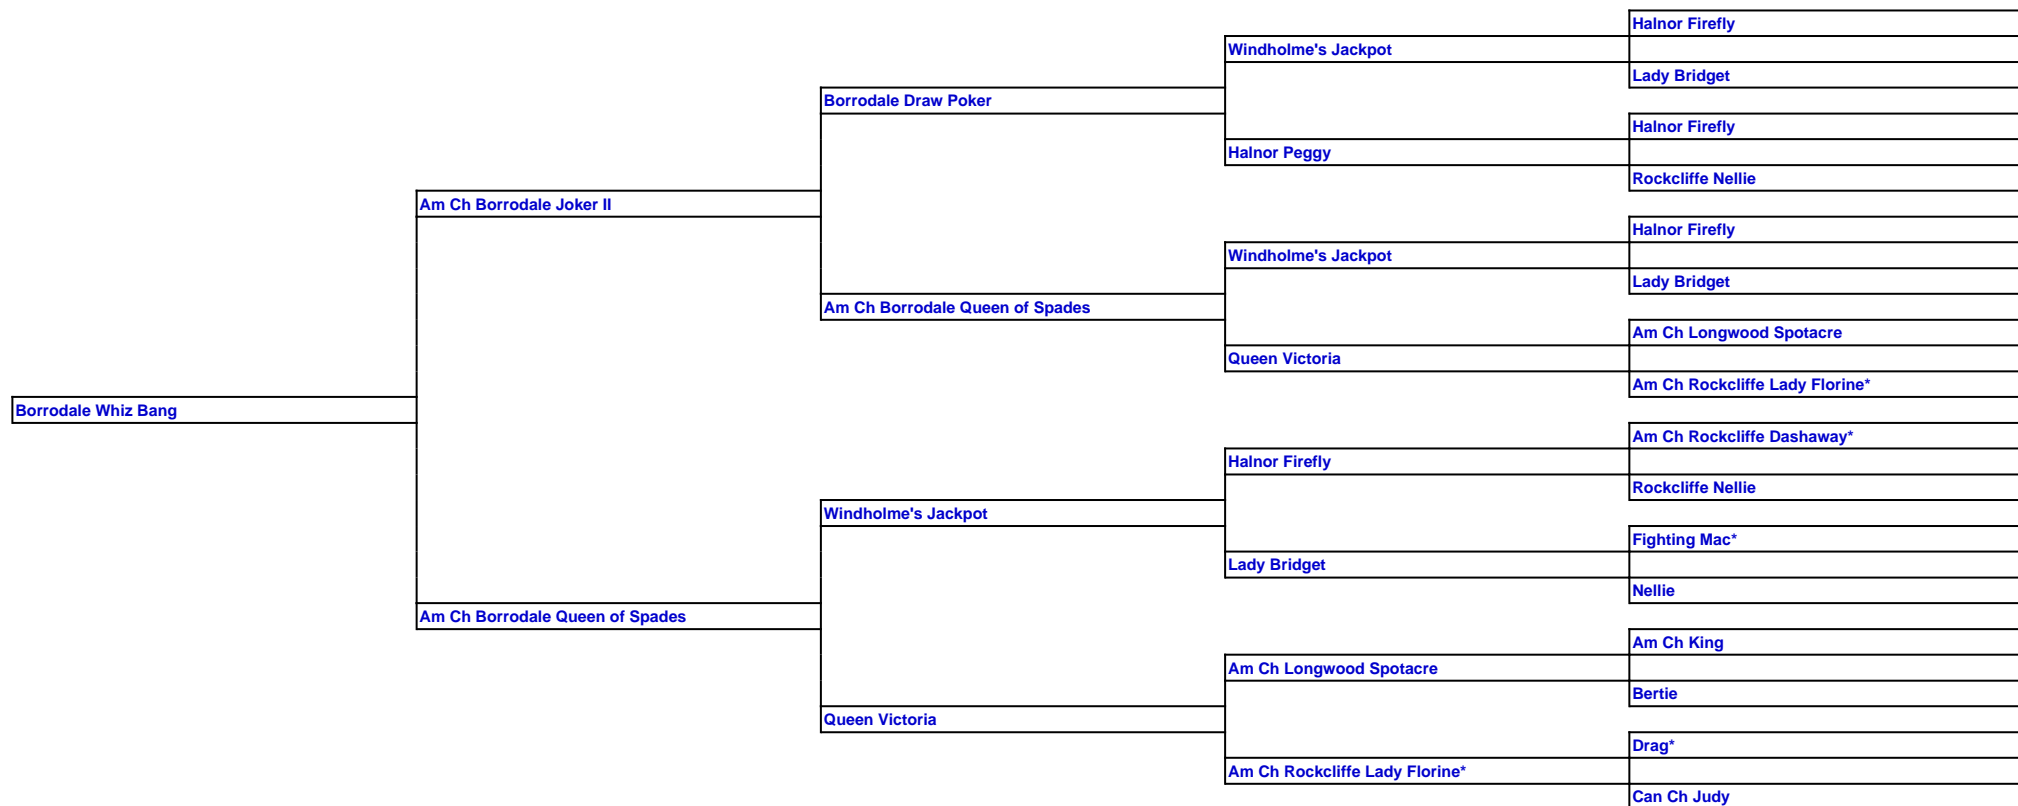 Halnor Firefly
Windholme's Jackpot
Lady Bridget
Borrodale Draw Poker
Halnor Firefly
Halnor Peggy
Rockcliffe Nellie
Am Ch Borrodale Joker II
Halnor Firefly
Windholme's Jackpot
Lady Bridget
Am Ch Borrodale Queen of Spades
Am Ch Longwood Spotacre
Queen Victoria
Am Ch Rockcliffe Lady Florine*
Borrodale Whiz Bang
Am Ch Rockcliffe Dashaway*
Halnor Firefly
Rockcliffe Nellie
Windholme's Jackpot
Fighting Mac*
Lady Bridget
Nellie
Am Ch Borrodale Queen of Spades
Am Ch King
Am Ch Longwood Spotacre
Bertie
Queen Victoria
Drag*
Am Ch Rockcliffe Lady Florine*
Can Ch Judy